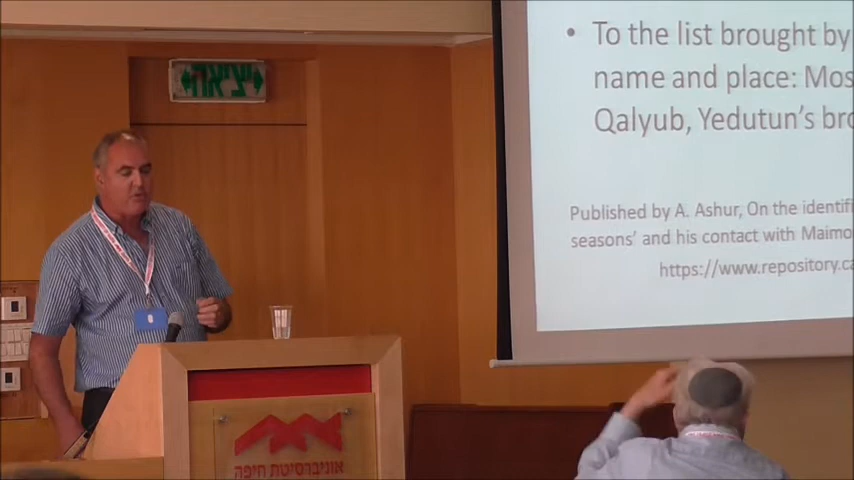 יציאה
• To the list brought by
name and place: Mos
Qalyub, Yedutun's bro
Published by A. Ashur, On the identifi
seasons' and his contact with Maimo
https://www.repository.ca
אוניברסיטת חיפה